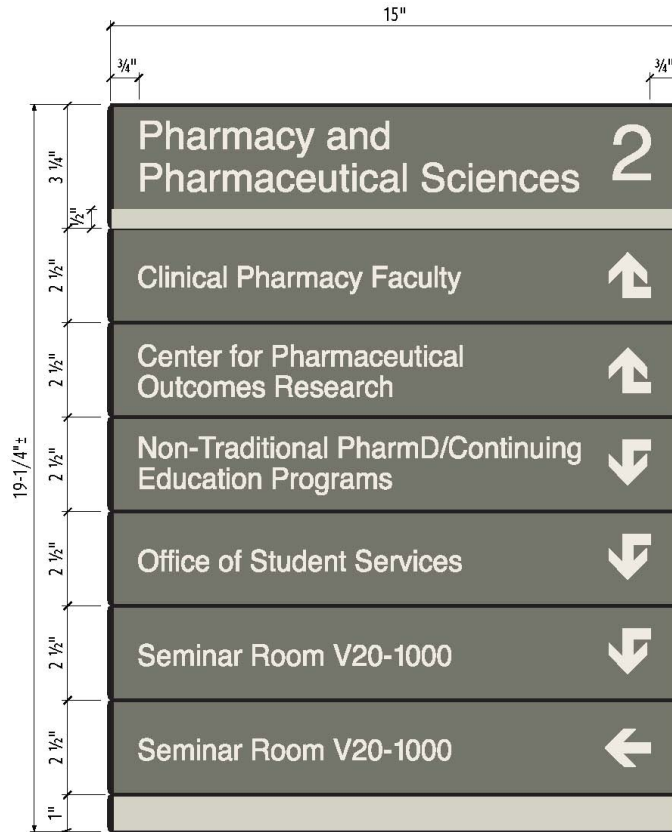 15"
¾"
¾"
Pharmacy and
Pharmaceutical Sciences
2
3 ¼"
½"
Clinical Pharmacy Faculty
2 ½"
Center for Pharmaceutical
Outcomes Research
2 ½"
Non-Traditional PharmD/Continuing
Education Programs
2 ½"
19-1/4"±
Office of Student Services
2 ½"
Seminar Room V20-1000
2 ½"
Seminar Room V20-1000
2 ½"
1"